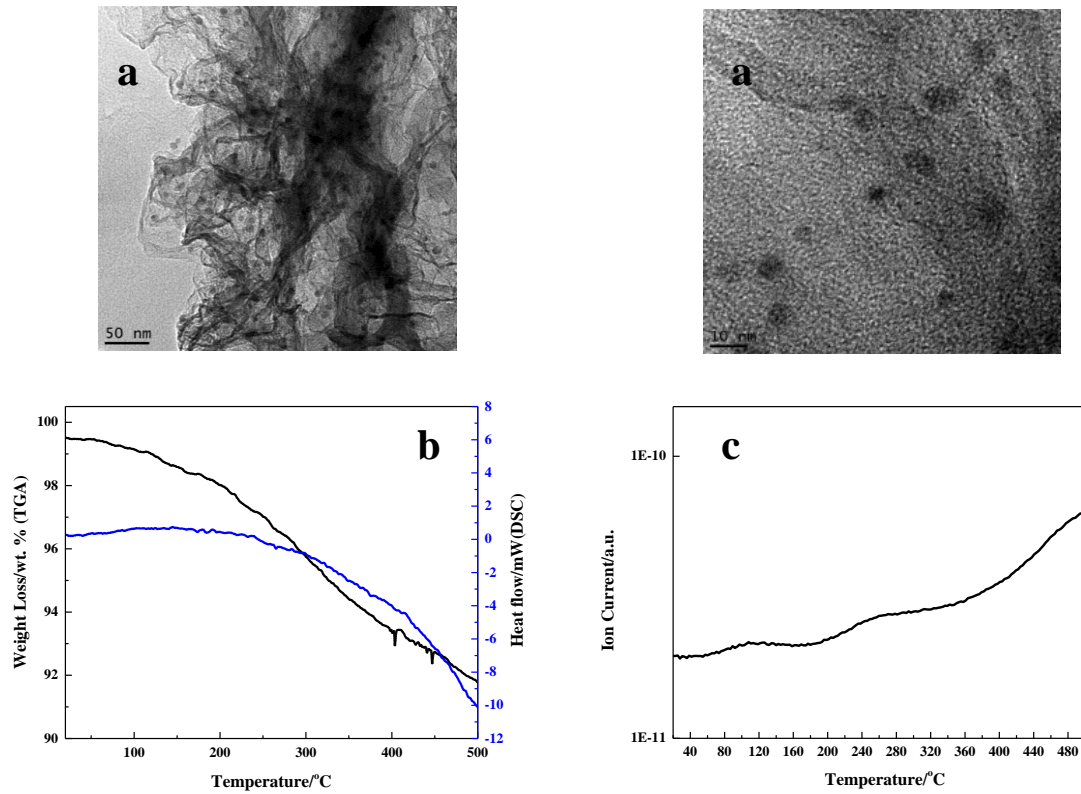 a
50 nm
a
10 nm
b
100
98
96
94
92
90
Weight Loss/wt. % (TGA)
8
6
4
2
0
-2
-4
-6
-8
-10
-12
Heat flow/mW(DSC)
100 200 300 400 500
Temperature/°C
c
1E-10
1E-11
Ion Current/a.u.
40 80 120 160 200 240 280 320 360 400 440 480
Temperature/°C